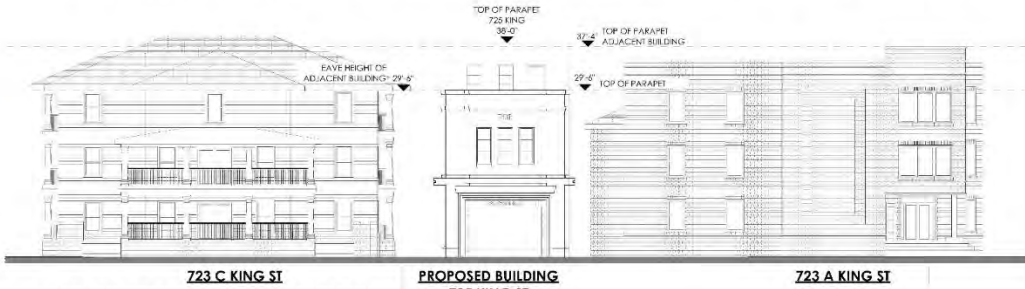 TOP OF PARAPET
725 KING
38'-0"
37'-4" TOP OF PARAPET
ADJACENT BUILDING
EAVE HEIGHT OF
ADJACENT BUILDING 29'-6"
29'-6" TOP OF PARAPET
723 C KING ST
PROPOSED BUILDING
723 A KING ST